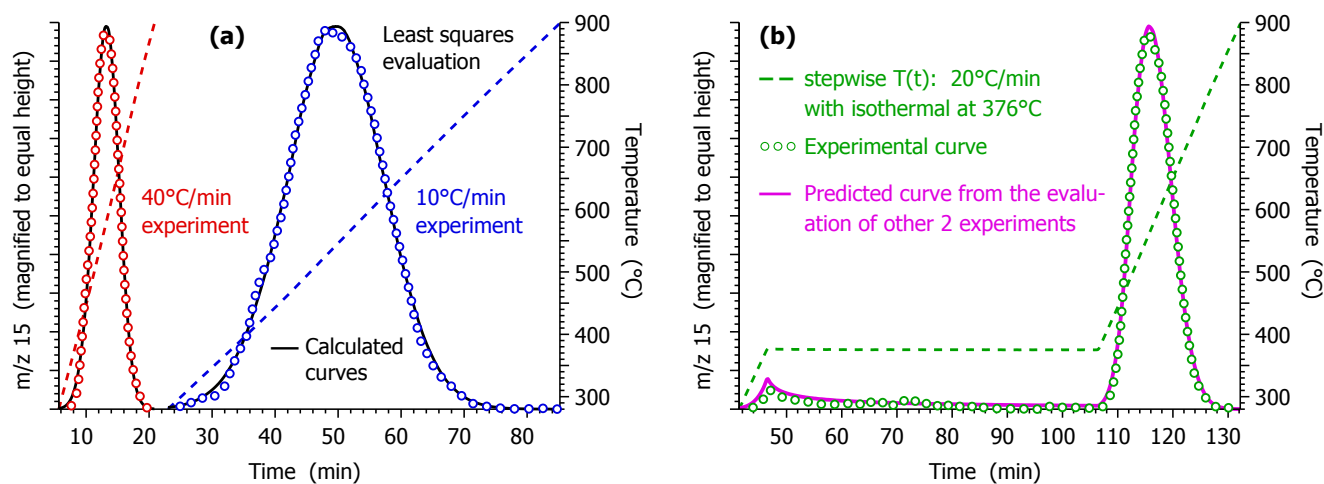 (a)
Least squares
evaluation
40°C/min
experiment
10°C/min
experiment
Calculated
curves
m/z 15 (magnified to equal height)
10 20 30 40 50 60 70 80
Time (min)
900
800
700
600
500
400
300
Temperature (°C)
(b)
stepwise T(t): 20°C/min
with isothermal at 376°C
Experimental curve
Predicted curve from the evalu-
ation of other 2 experiments
m/z 15 (magnified to equal height)
50 60 70 80 90 100 110 120 130
Time (min)
900
800
700
600
500
400
300
Temperature (°C)